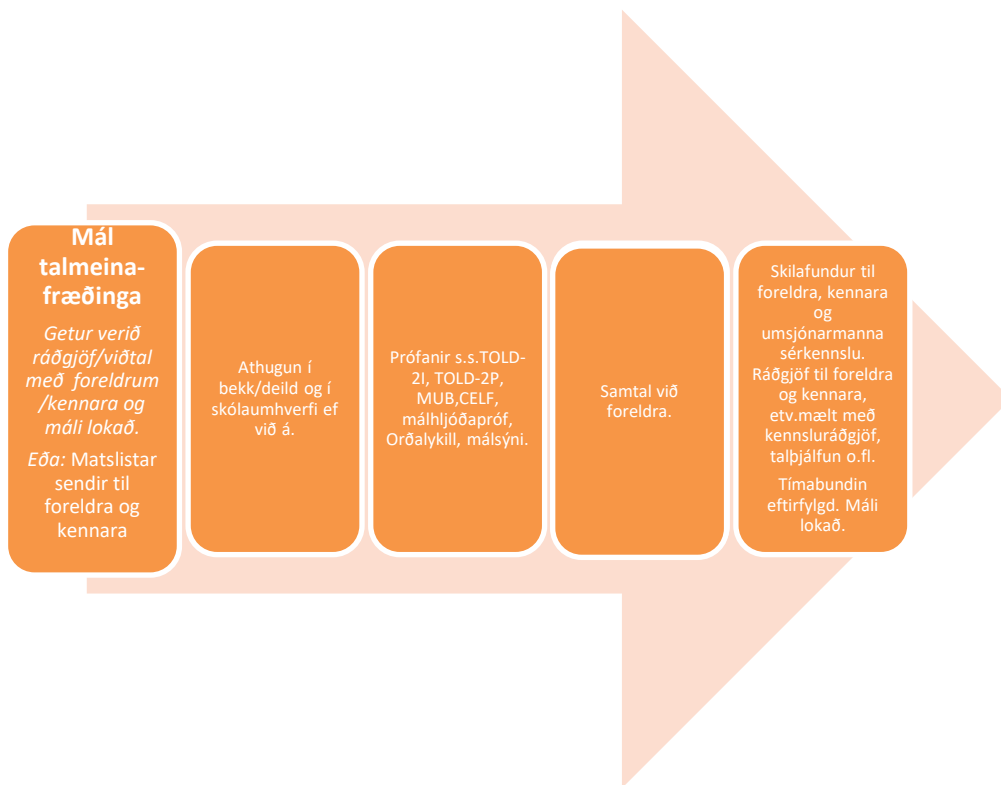 Mál
talmeina-
fræðinga
Getur verið
ráðgjöf/viðtal
með foreldrum
/kennara og
máli lokað.
Eða: Matslistar
sendir til
foreldra og
kennara
Athugun í
bekk/deild og í
skólaumhverfi ef
við á.
Prófanir s.s.TOLD-
2I, TOLD-2P,
MUB,CELF,
málhljóðapróf,
Orðalykill, málsýni.
Samtal við
foreldra.
Skilafundur til
foreldra, kennara
og
umsjónarmanna
sérkennslu.
Ráðgjöf til foreldra
og kennara,
etv.mælt með
kennsluráðgjöf,
talþjálfun o.fl.
Tímabundin
eftirfylgd. Máli
lokað.